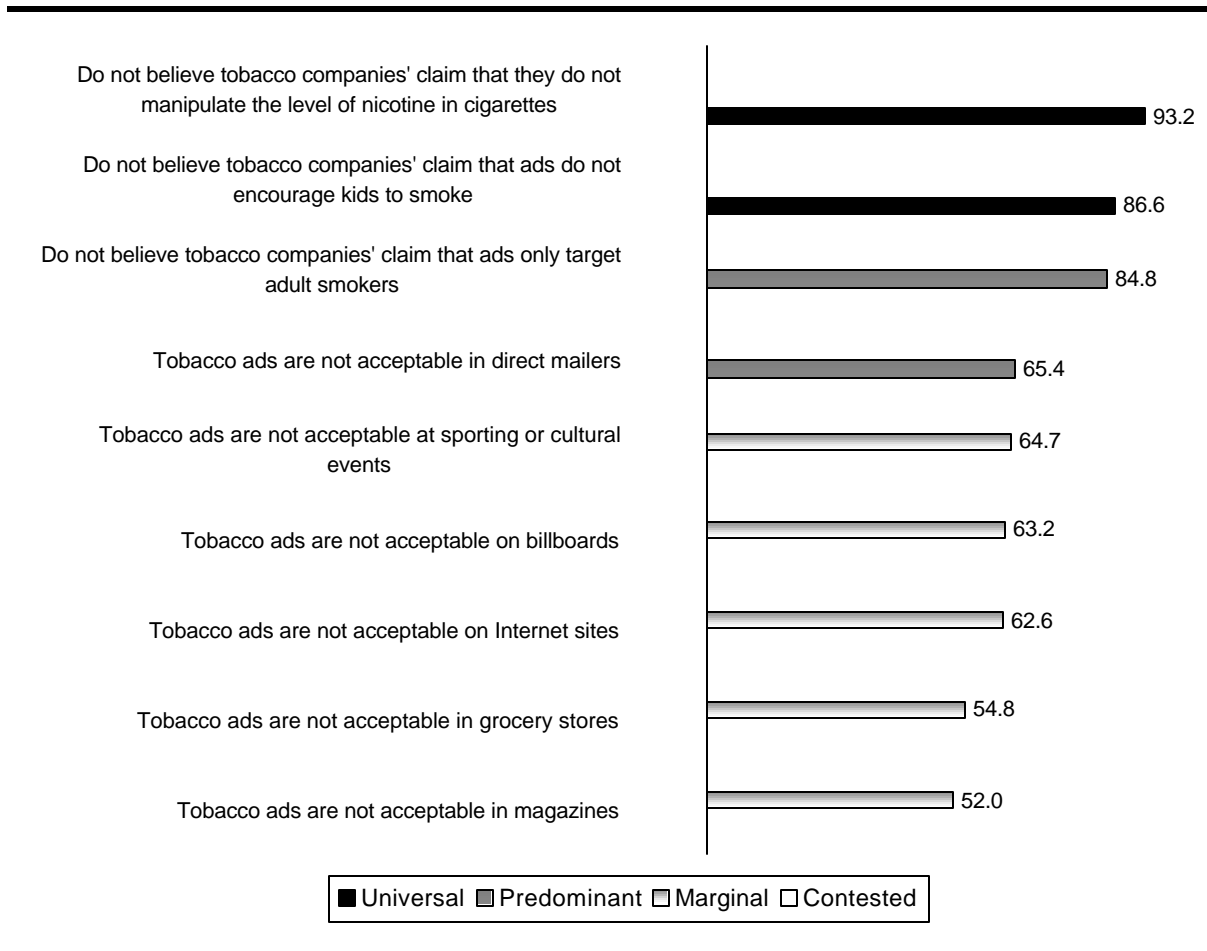 Do not believe tobacco companies' claim that they do not
manipulate the level of nicotine in cigarettes
93.2
Do not believe tobacco companies' claim that ads do not
encourage kids to smoke
86.6
Do not believe tobacco companies' claim that ads only target
adult smokers
84.8
Tobacco ads are not acceptable in direct mailers
65.4
Tobacco ads are not acceptable at sporting or cultural
events
64.7
Tobacco ads are not acceptable on billboards
63.2
Tobacco ads are not acceptable on Internet sites
62.6
Tobacco ads are not acceptable in grocery stores
54.8
Tobacco ads are not acceptable in magazines
52.0
Universal Predominant Marginal Contested